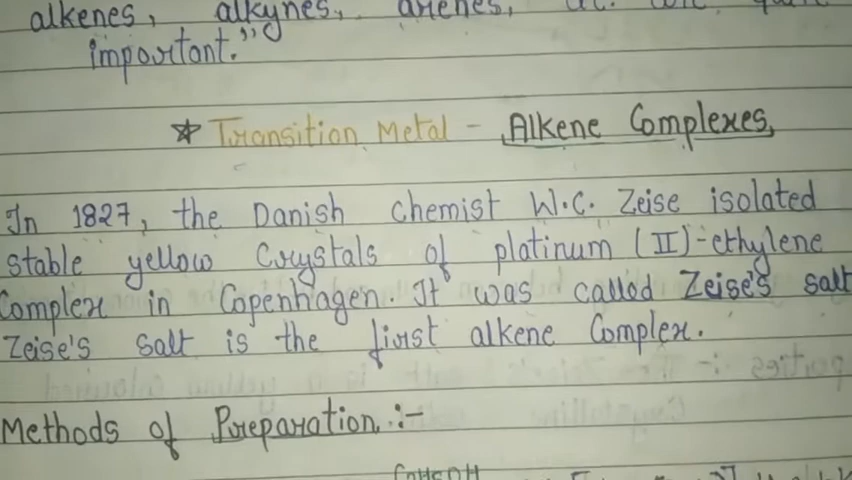 alkenes, alkynes, arenes,
important."
☆ Transition Metal - Alkene Complexes,
In 1827, the Danish chemist W.C. Zeise isolated
stable yellow Crystals of platinum (II)-ethylene
Complex in Copenhagen. It was called Zeise's salt
Zeise's salt is the first alkene Complex.
Methods of Preparation :-